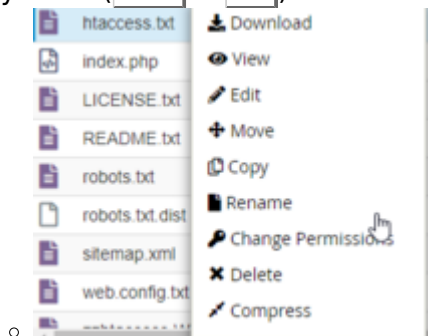 htaccess.txt
index.php
LICENSE.txt
README.txt
robots.txt
robots.txt.dist
sitemap.xml
web.config.txt
Download
View
Edit
Move
Copy
Rename
Change Permissions
Delete
Compress